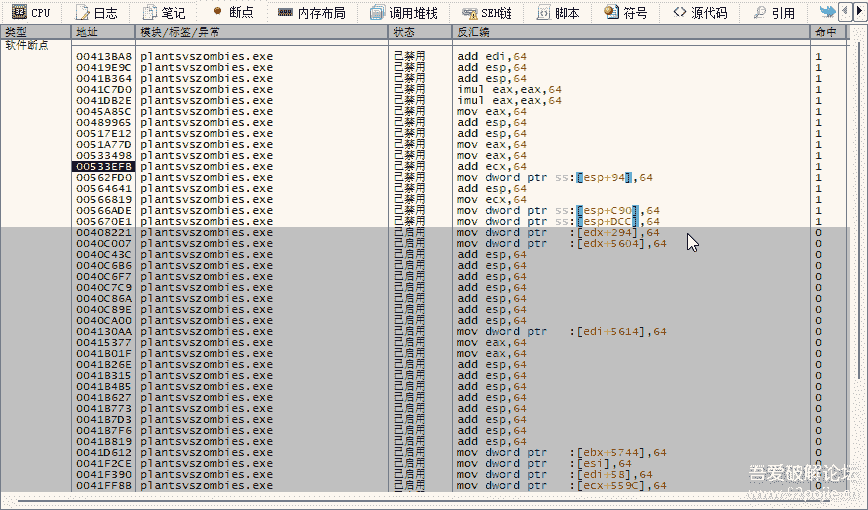 CPU 日志 笔记 断点 内存布局 调用堆栈 SEH链 脚本 符号 源代码 引用
类型 地址 模块/标签/异常 状态 反汇编 命中
软件断点
00413BA8 plantsvszombies.exe 已禁用 add edi,64 1
00419E9C plantsvszombies.exe 已禁用 add esp,64 1
0041B364 plantsvszombies.exe 已禁用 add esp,64 1
0041C7D0 plantsvszombies.exe 已禁用 imul eax,eax,64 1
0041DB2E plantsvszombies.exe 已禁用 imul eax,eax,64 1
0045A85C plantsvszombies.exe 已禁用 mov eax,64 1
00489965 plantsvszombies.exe 已禁用 add esp,64 1
00517E12 plantsvszombies.exe 已禁用 add esp,64 1
0051A77D plantsvszombies.exe 已禁用 mov eax,64 1
00533498 plantsvszombies.exe 已禁用 mov eax,64 1
00533EF8 plantsvszombies.exe 已禁用 add ecx,64 1
00562FD0 plantsvszombies.exe 已禁用 mov dword ptr ss:[esp+94],64 1
00564641 plantsvszombies.exe 已禁用 add esp,64 1
00566819 plantsvszombies.exe 已禁用 mov ecx,64 1
00566ADE plantsvszombies.exe 已禁用 mov dword ptr ss:[esp+C90],64 1
005670E1 plantsvszombies.exe 已禁用 mov dword ptr ss:[esp+DCC],64 1
00408221 plantsvszombies.exe 已启用 mov dword ptr :[edx+294],64 0
0040C007 plantsvszombies.exe 已启用 mov dword ptr :[edx+5604],64 0
0040C43C plantsvszombies.exe 已启用 add esp,64 0
0040C6B6 plantsvszombies.exe 已启用 add esp,64 0
0040C6F7 plantsvszombies.exe 已启用 add esp,64 0
0040C7C9 plantsvszombies.exe 已启用 add esp,64 0
0040C86A plantsvszombies.exe 已启用 add esp,64 0
0040C89E plantsvszombies.exe 已启用 add esp,64 0
0040CA00 plantsvszombies.exe 已启用 add esp,64 0
004130AA plantsvszombies.exe 已启用 mov dword ptr :[edi+5614],64 0
00415377 plantsvszombies.exe 已启用 mov eax,64 0
0041B01F plantsvszombies.exe 已启用 mov eax,64 0
0041B26E plantsvszombies.exe 已启用 add esp,64 0
0041B315 plantsvszombies.exe 已启用 add esp,64 0
0041B4B5 plantsvszombies.exe 已启用 add esp,64 0
0041B627 plantsvszombies.exe 已启用 add esp,64 0
0041B773 plantsvszombies.exe 已启用 add esp,64 0
0041B7D3 plantsvszombies.exe 已启用 add esp,64 0
0041B7F6 plantsvszombies.exe 已启用 add esp,64 0
0041B819 plantsvszombies.exe 已启用 add esp,64 0
0041D612 plantsvszombies.exe 已启用 mov dword ptr :[ebx+5744],64 0
0041F2CE plantsvszombies.exe 已启用 mov dword ptr :[esi],64 0
0041F390 plantsvszombies.exe 已启用 mov dword ptr :[edi+58],64 0
0041FF8B plantsvszombies.exe 已启用 mov dword ptr :[ecx+559C],64 0
吾爱破解论坛
www.52pojie.cn